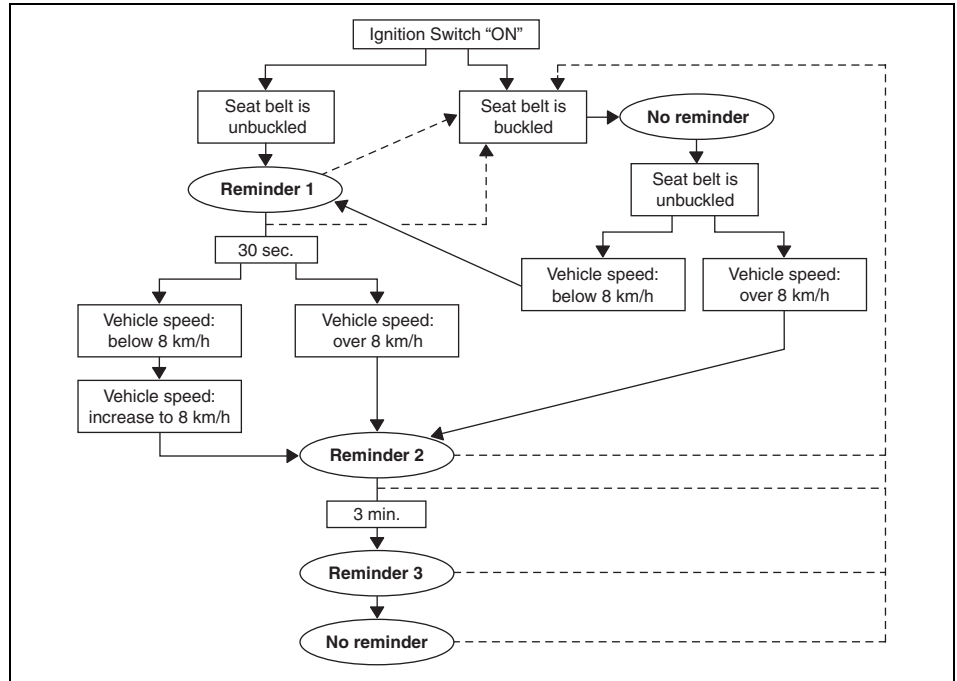 Ignition Switch “ON”
Seat belt is
unbuckled
Seat belt is
buckled
No reminder
Reminder 1
Seat belt is
unbuckled
30 sec.
Vehicle speed:
below 8 km/h
Vehicle speed:
over 8 km/h
Vehicle speed:
below 8 km/h
Vehicle speed:
over 8 km/h
Vehicle speed:
increase to 8 km/h
Reminder 2
3 min.
Reminder 3
No reminder